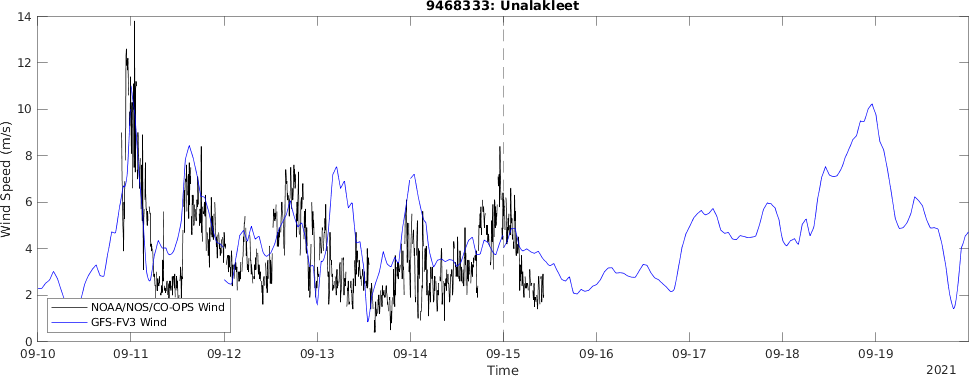 9468333: Unalakleet
Wind Speed (m/s)
14
12
10
8
6
4
2
0
NOAA/NOS/CO-OPS Wind
GFS-FV3 Wind
09-10 09-11 09-12 09-13 09-14 09-15 09-16 09-17 09-18 09-19
Time
2021